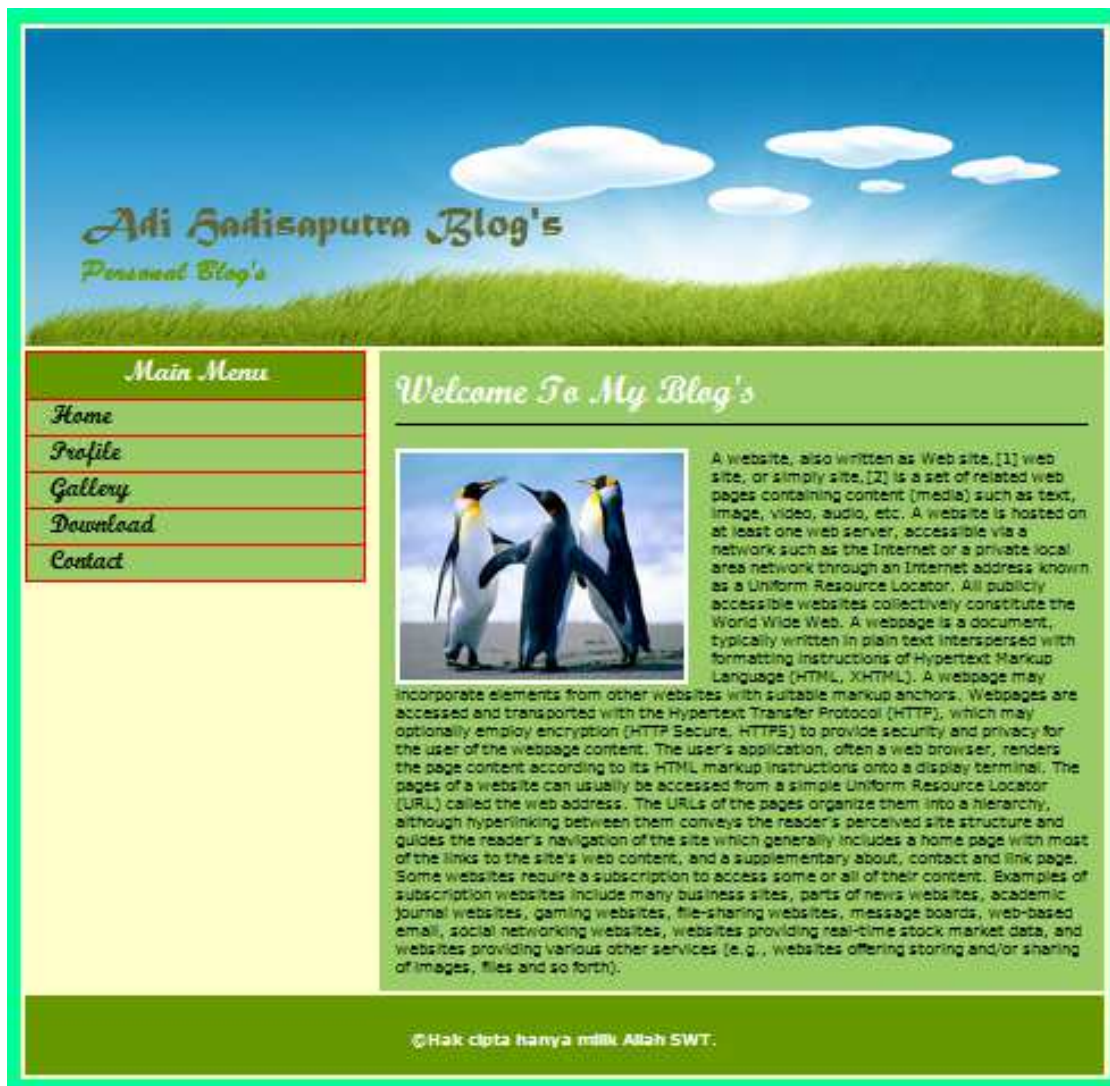 Adi Hadisaputra Blog's
Personal Blog's
Main Menu
Home
Profile
Gallery
Download
Contact
Welcome To My Blog's
A website, also written as Web site,[1] web
site, or simply site,[2] is a set of related web
pages containing content (media) such as text,
image, video, audio, etc. A website is hosted on
at least one web server, accessible via a
network such as the Internet or a private local
area network through an Internet address known
as a Uniform Resource Locator. All publicly
accessible websites collectively constitute the
World Wide Web. A webpage is a document,
typically written in plain text interspersed with
formatting instructions of Hypertext Markup
Language (HTML, XHTML). A webpage may
incorporate elements from other websites with suitable markup anchors. Webpages are
accessed and transported with the Hypertext Transfer Protocol (HTTP), which may
optionally employ encryption (HTTP Secure, HTTPS) to provide security and privacy for
the user of the webpage content. The user's application, often a web browser, renders
the page content according to its HTML markup instructions onto a display terminal. The
pages of a website can usually be accessed from a simple Uniform Resource Locator
(URL) called the web address. The URLs of the pages organize them into a hierarchy,
although hyperlinking between them conveys the reader's perceived site structure and
guides the reader's navigation of the site which generally includes a home page with most
of the links to the site's web content, and a supplementary about, contact and link page.
Some websites require a subscription to access some or all of their content. Examples of
subscription websites include many business sites, parts of news websites, academic
journal websites, gaming websites, file-sharing websites, message boards, web-based
email, social networking websites, websites providing real-time stock market data, and
websites providing various other services (e.g., websites offering storing and/or sharing
of images, files and so forth).
©Hak cipta hanya milik Allah SWT.